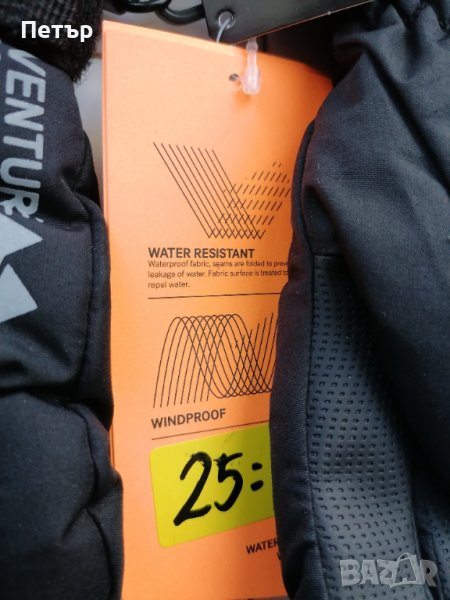 Петър
VENTUR
WATER RESISTANT
Waterproof fabric, seams are folded to
leakage of water. Fabric surface is treated to
repel water.
WINDPROOF
25:
WATER
BAZAR